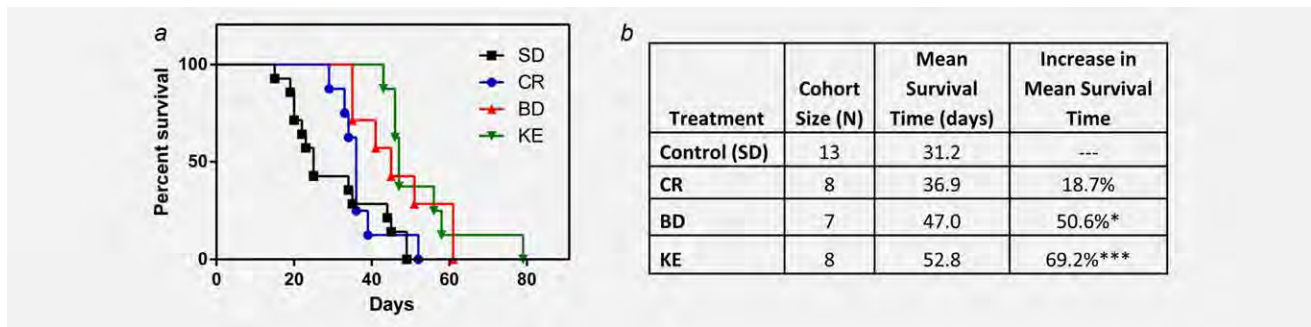 a
Percent survival
100
50
0
0 20 40 60 80
Days
SD
CR
BD
KE
b
Treatment Cohort Size (N) Mean Survival Time (days) Increase in Mean Survival Time
Control (SD) 13 31.2 ---
CR 8 36.9 18.7%
BD 7 47.0 50.6%*
KE 8 52.8 69.2%***